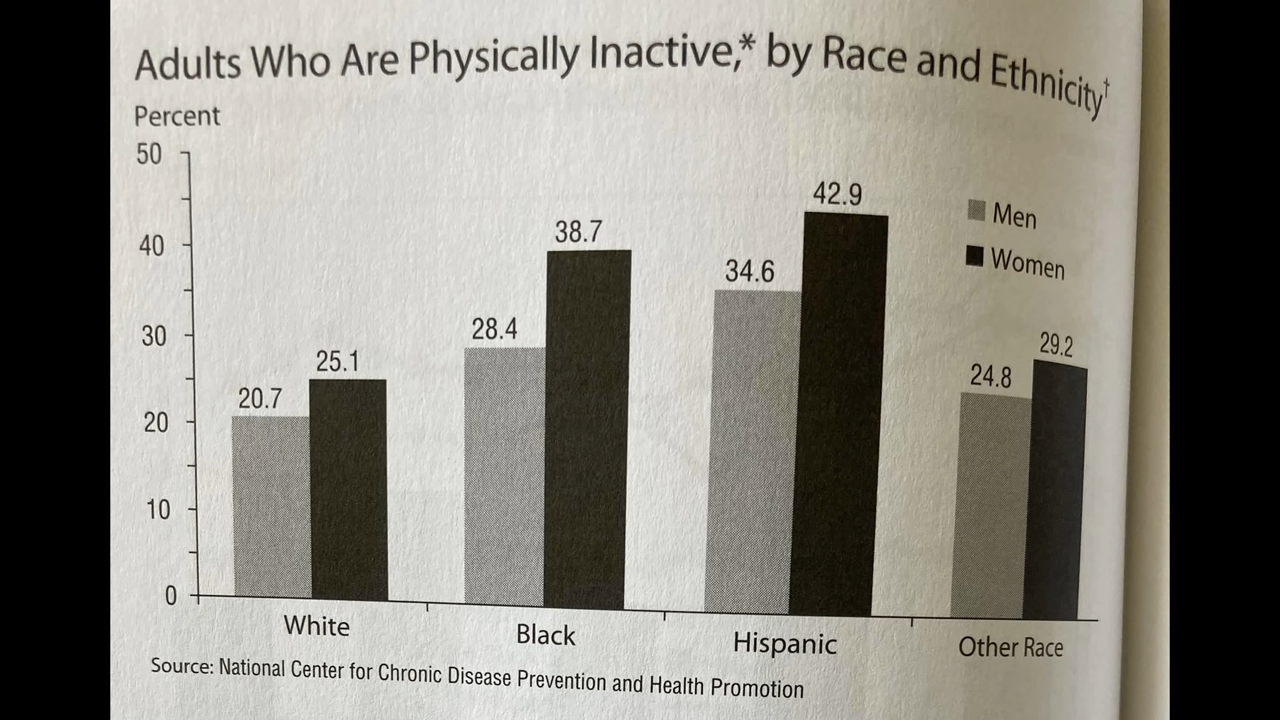 Adults Who Are Physically Inactive,* by Race and Ethnicity†
Percent
50
40
30
20
10
0
20.7
25.1
28.4
38.7
34.6
42.9
24.8
29.2
Men
Women
White
Black
Hispanic
Other Race
Source: National Center for Chronic Disease Prevention and Health Promotion